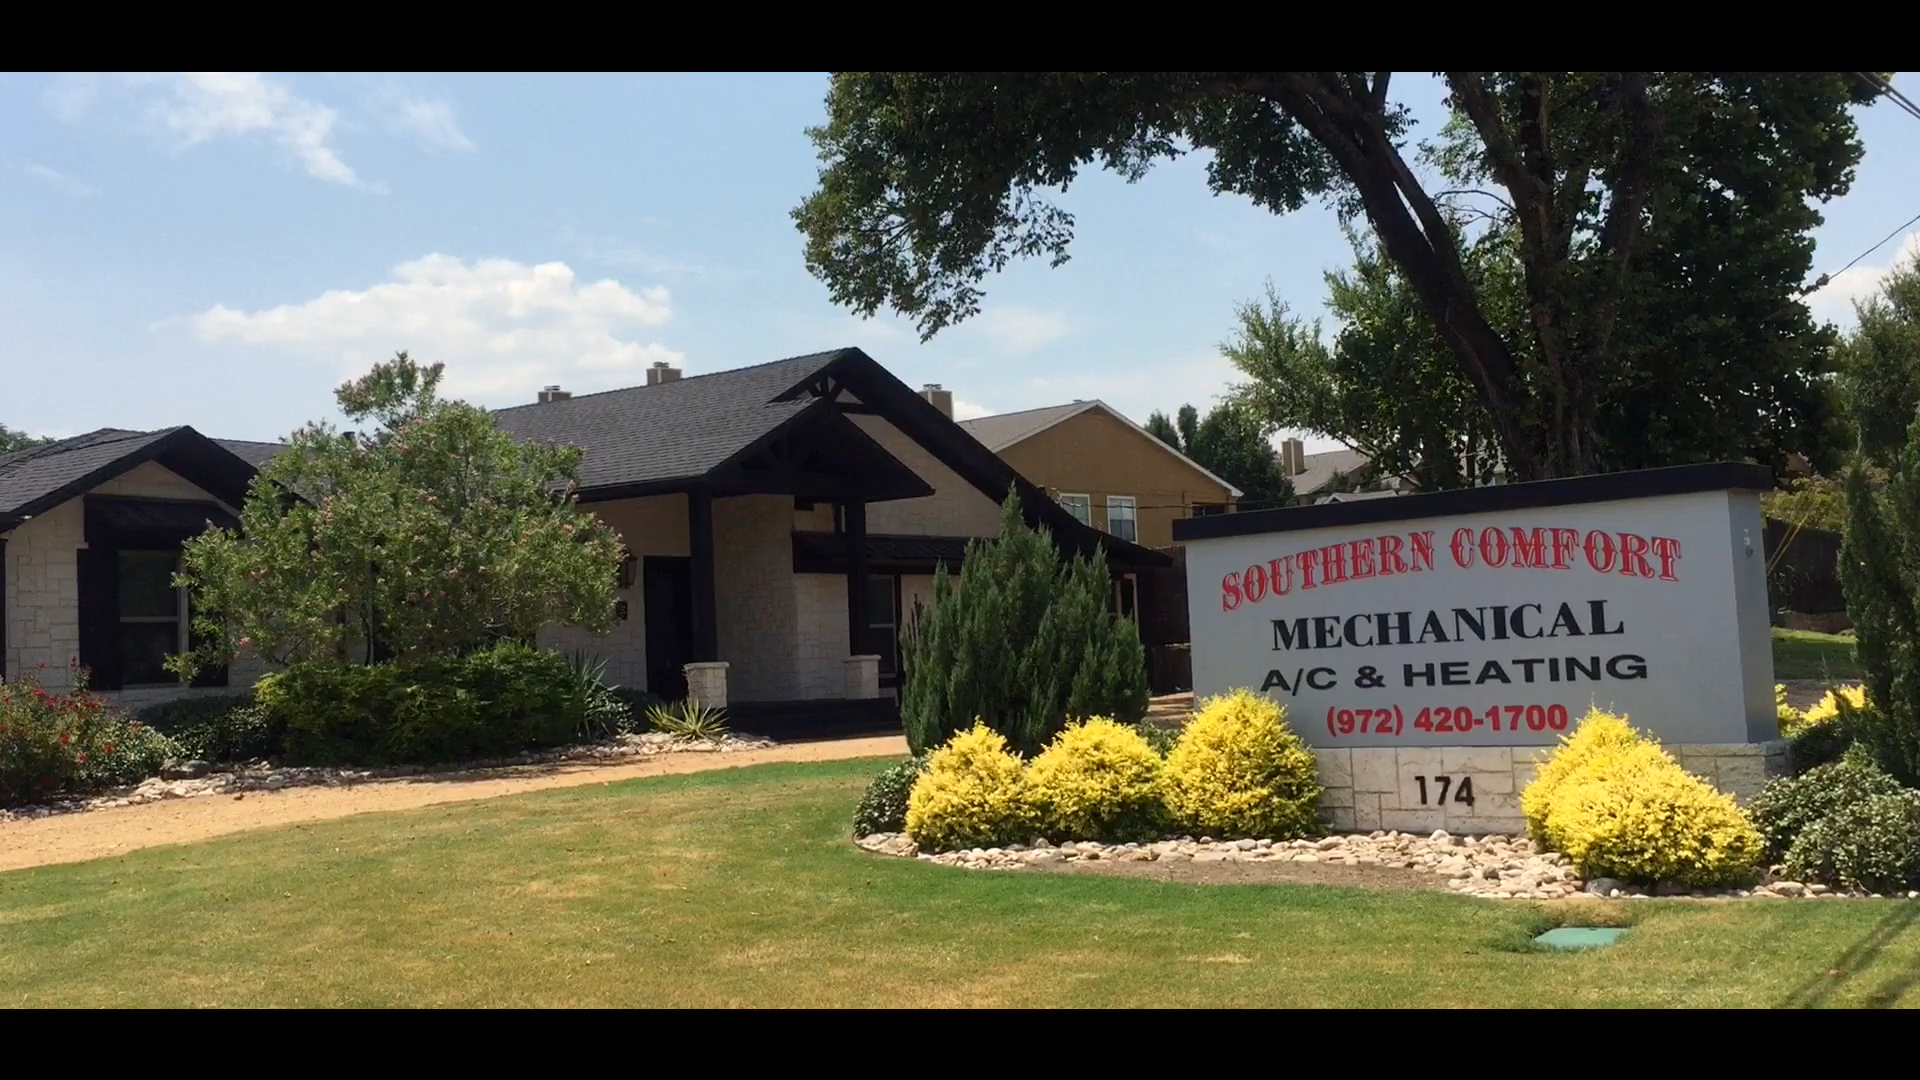 SOUTHERN COMFORT
MECHANICAL
A/C & HEATING
(972) 420-1700
174